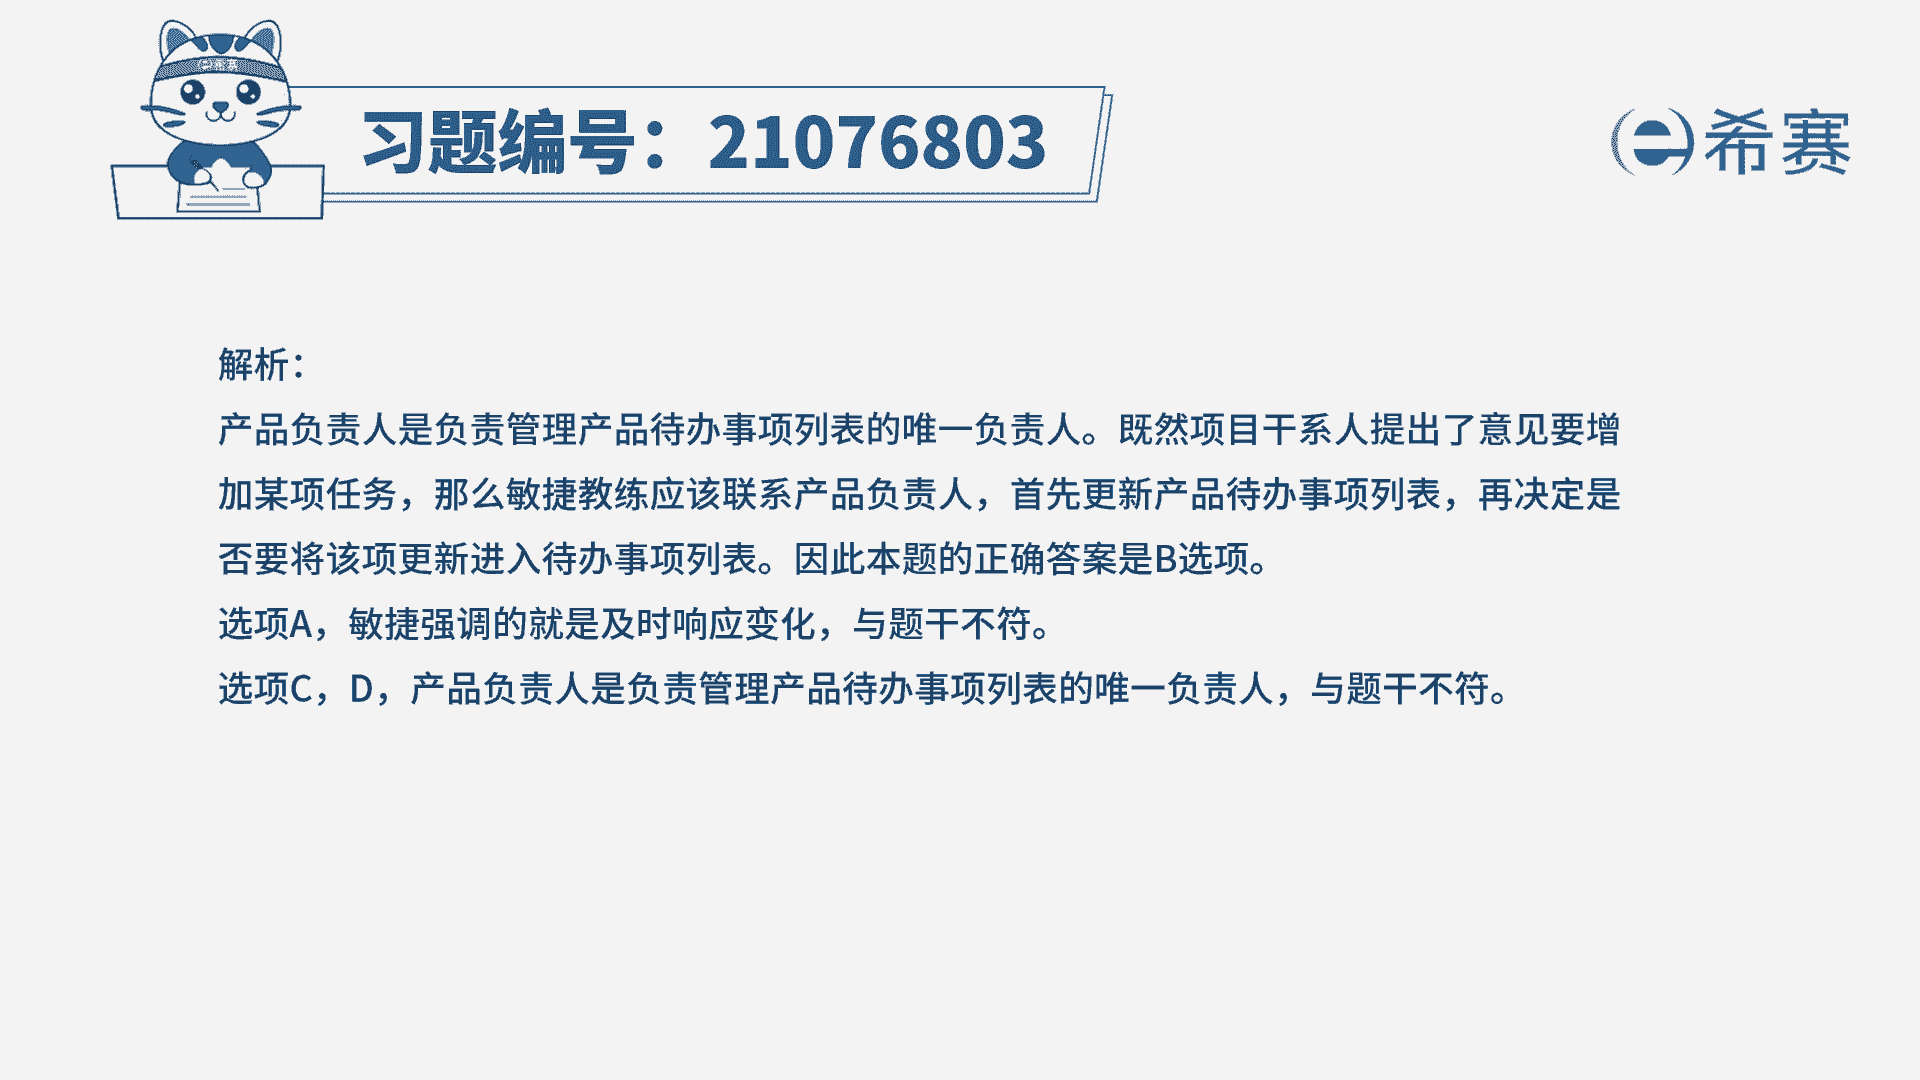 希赛
习题编号：21076803
希赛
解析：
产品负责人是负责管理产品待办事项列表的唯一负责人。既然项目干系人提出了意见要增
加某项任务，那么敏捷教练应该联系产品负责人，首先更新产品待办事项列表，再决定是
否要将该项更新进入待办事项列表。因此本题的正确答案是B选项。
选项A，敏捷强调的就是及时响应变化，与题干不符。
选项C，D，产品负责人是负责管理产品待办事项列表的唯一负责人，与题干不符。